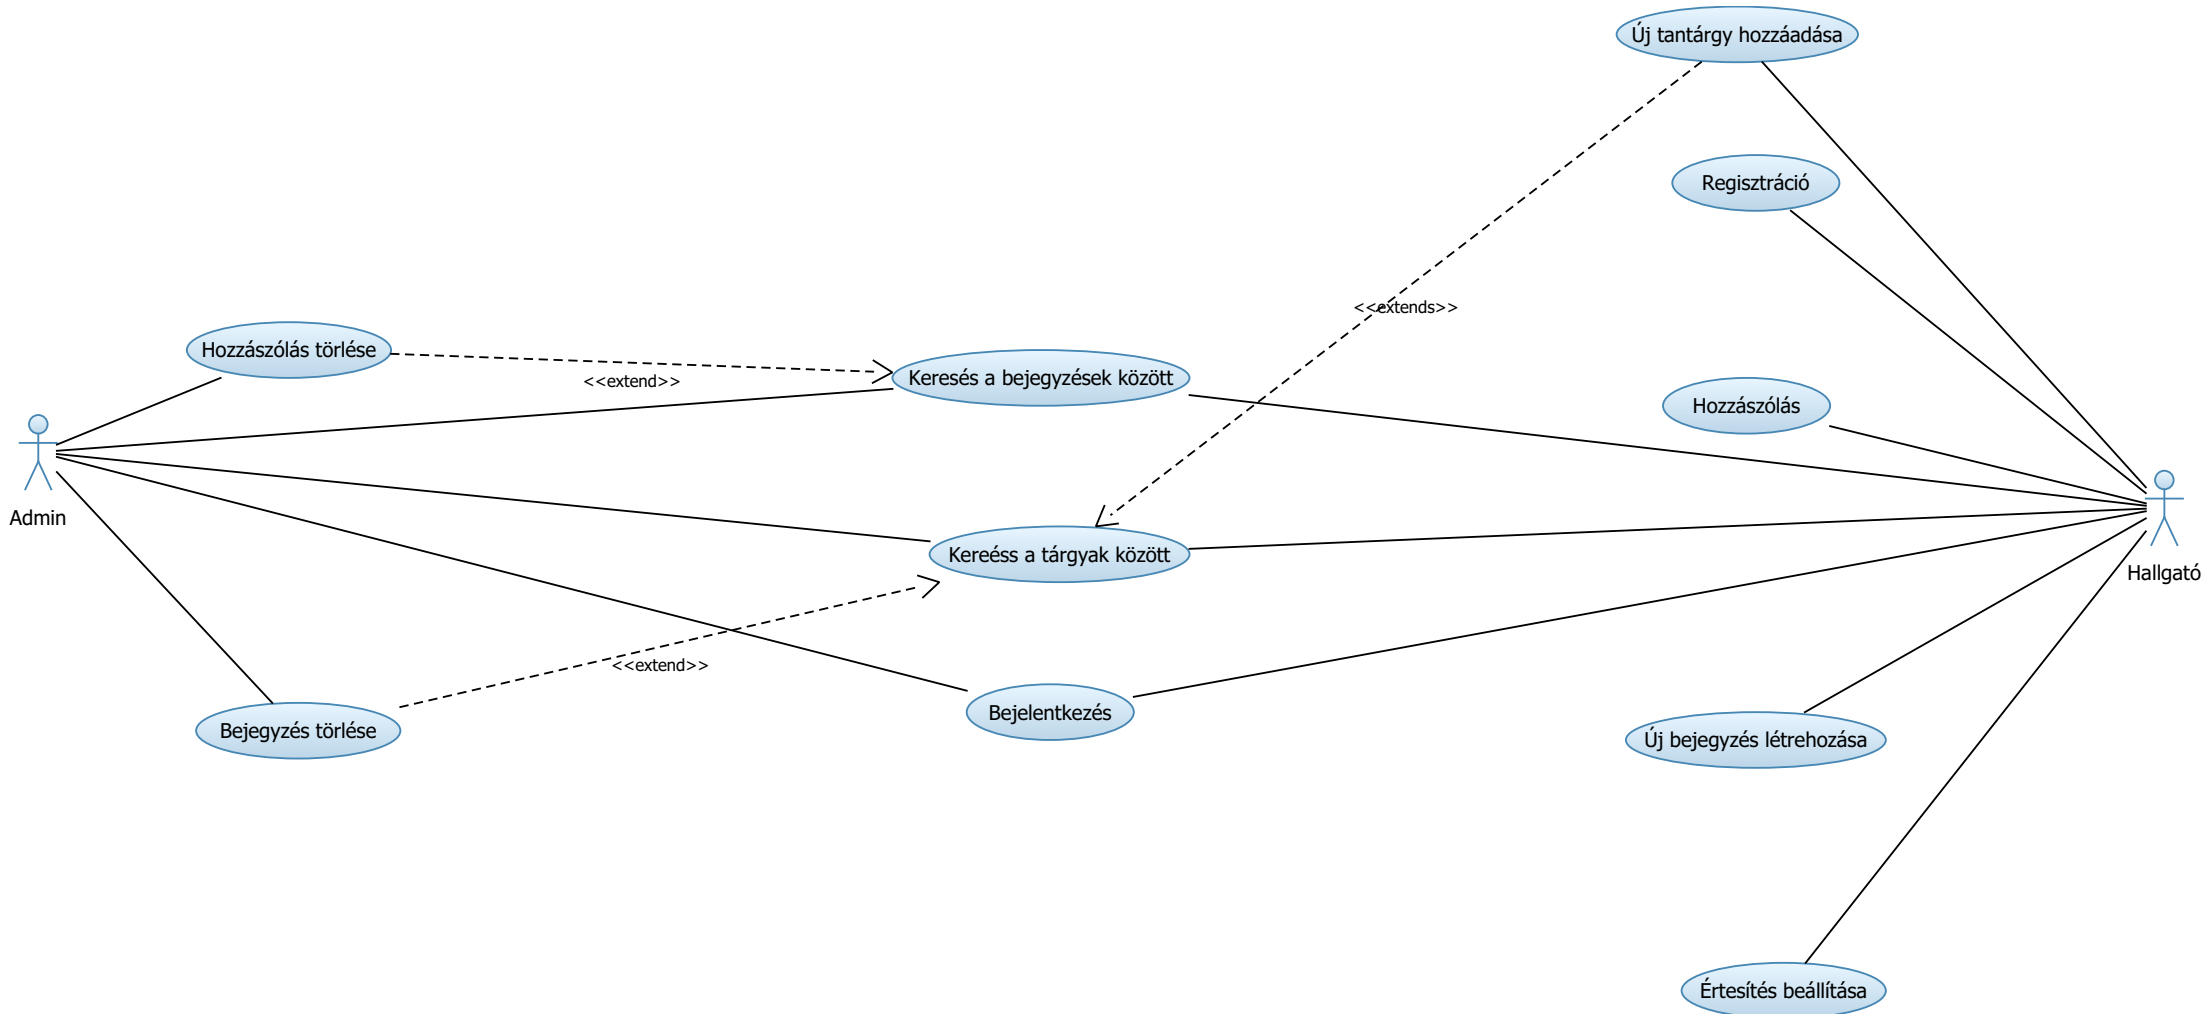 Új tantárgy hozzáadása
Regisztráció
<<extends>>
Hozzászólás törlése
<<extend>>
Keresés a bejegyzések között
Hozzászólás
Admin
Kereéss a tárgyak között
Hallgató
<<extend>>
Bejelentkezés
Bejegyzés törlése
Új bejegyzés létrehozása
Értesítés beállítása